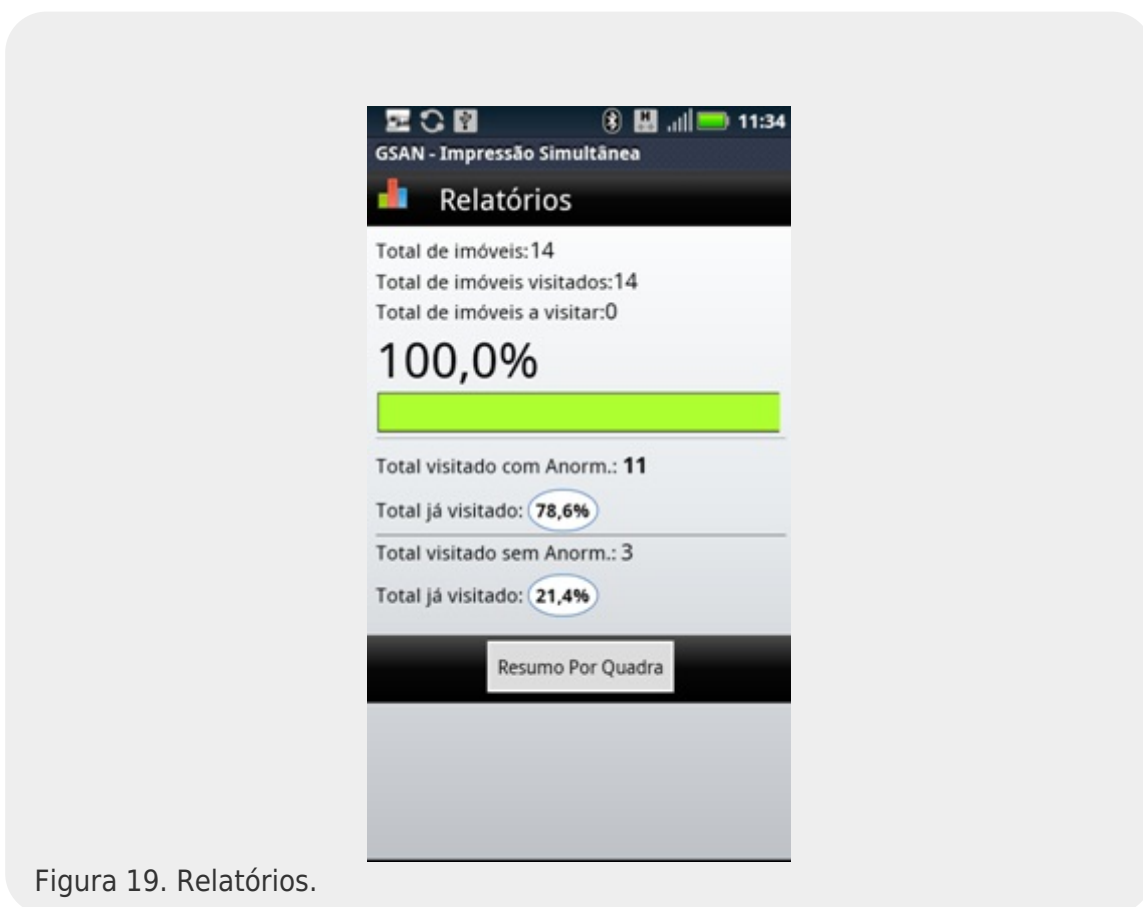 11:34
GSAN - Impressão Simultânea
Relatórios
Total de imóveis:14
Total de imóveis visitados:14
Total de imóveis a visitar:0
100,0%
Total visitado com Anorm.: 11
Total já visitado: 78,6%
Total visitado sem Anorm.: 3
Total já visitado: 21,4%
Resumo Por Quadra
Figura 19. Relatórios.